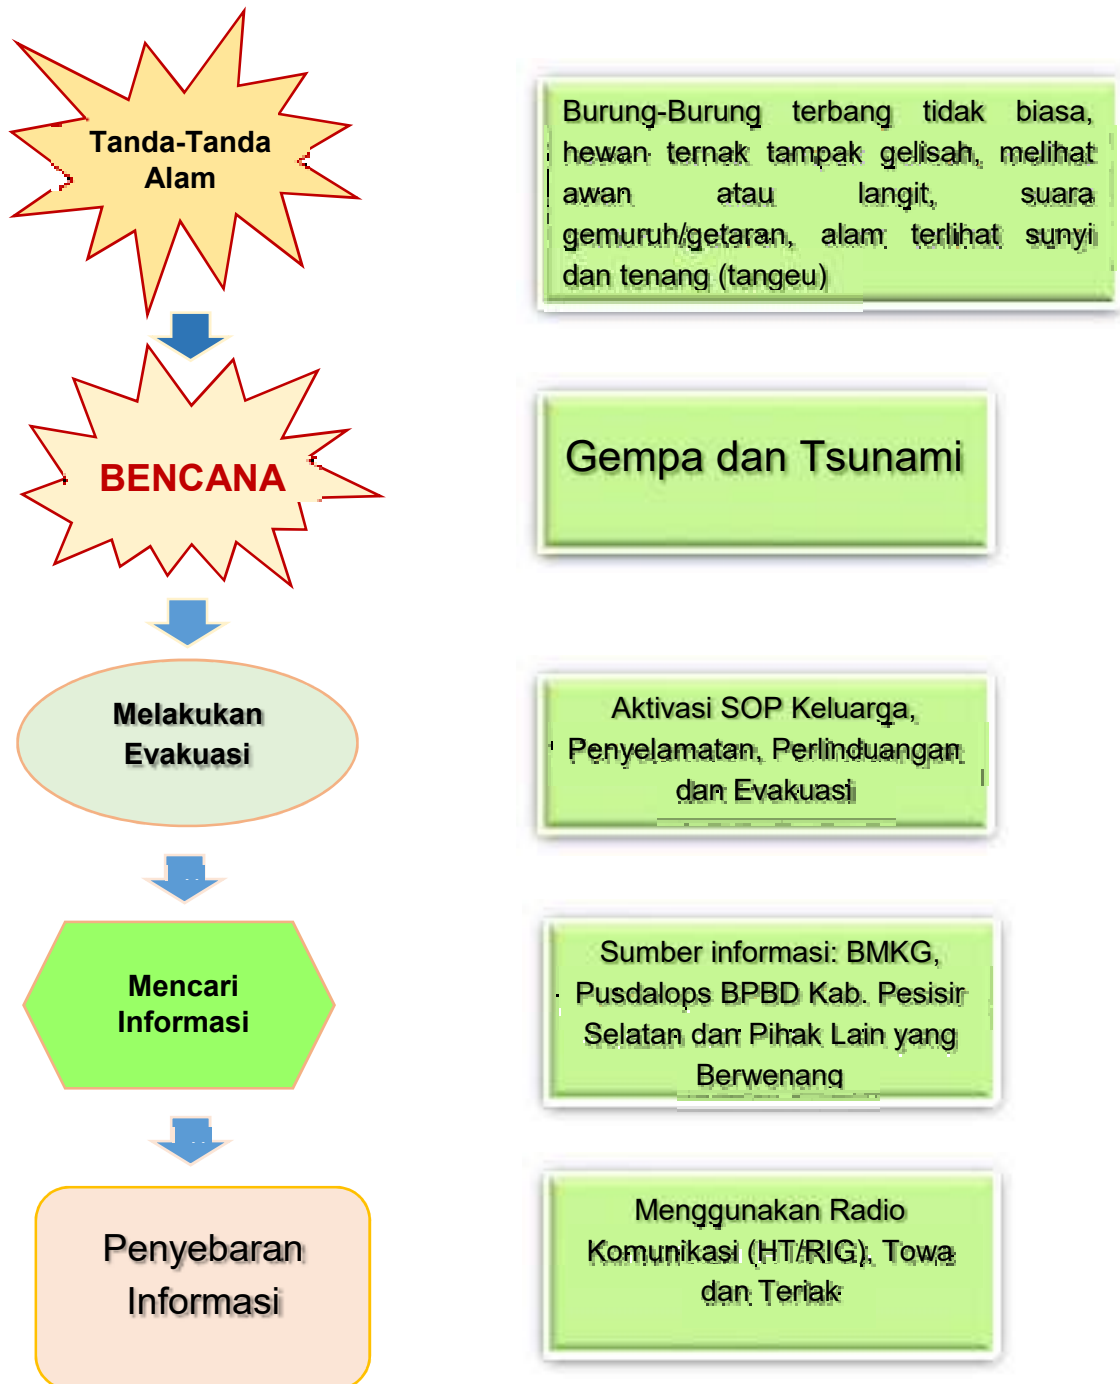 Tanda-Tanda
Alam
Burung-Burung terbang tidak biasa,
hewan ternak tampak gelisah, melihat
awan atau langit, suara
gemuruh/getaran, alam terlihat sunyi
dan tenang (tangeu)
BENCANA
Gempa dan Tsunami
Melakukan
Evakuasi
Aktivasi SOP Keluarga,
Penyelamatan, Perlinduangan
dan Evakuasi
Mencari
Informasi
Sumber informasi: BMKG,
Pusdalops BPBD Kab. Pesisir
Selatan dan Pihak Lain yang
Berwenang
Penyebaran
Informasi
Menggunakan Radio
Komunikasi (HT/RIG), Towa
dan Teriak